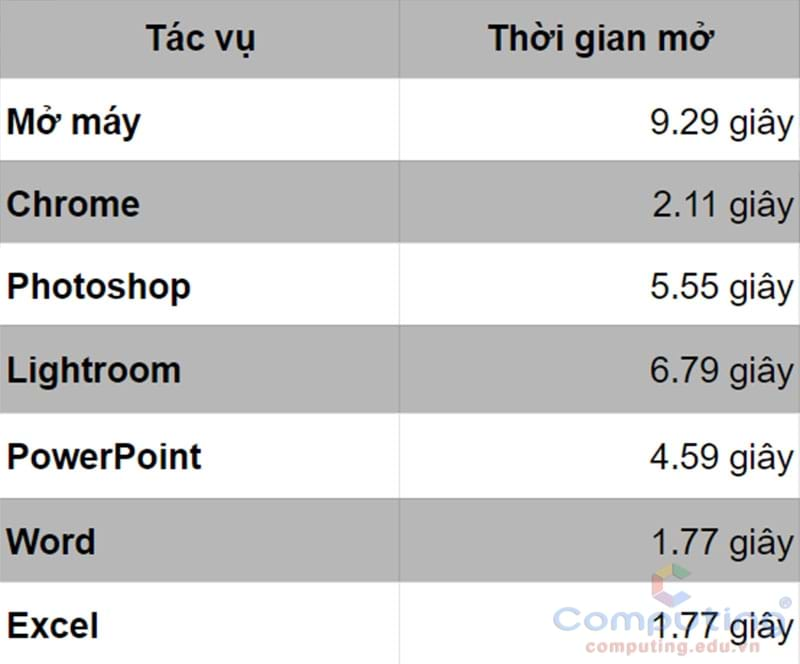 Tác vụ Thời gian mở
Mở máy 9.29 giây
Chrome 2.11 giây
Photoshop 5.55 giây
Lightroom 6.79 giây
PowerPoint 4.59 giây
Word 1.77 giây
Excel 1.77 giây
Computing®
computing.edu.vn